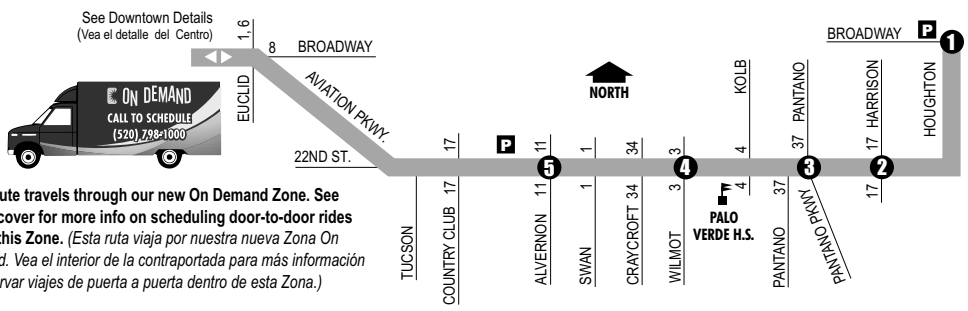 See Downtown Details
(Vea el detalle del Centro)
1, 6
EUCLID
8 BROADWAY
AVIATION PKWY.
22ND ST.
ON DEMAND
CALL TO SCHEDULE
(520) 798-1000
NORTH
BROADWAY P 1
HOUGHTON
TUCSON
17
17
COUNTRY CLUB
P
11
5
11
ALVERNON
1
1
SWAN
34
34
CRAYCROFT
3
4
3
WILMOT
KOLB
4
4
PALO
VERDE H.S.
37 PANTANO
3
37
PANTANO
PANTANO PKWY
17 HARRISON
2
17
ute travels through our new On Demand Zone. See
cover for more info on scheduling door-to-door rides
this Zone. (Esta ruta viaja por nuestra nueva Zona On
d. Vea el interior de la contraportada para más información
rvar viajes de puerta a puerta dentro de esta Zona.)